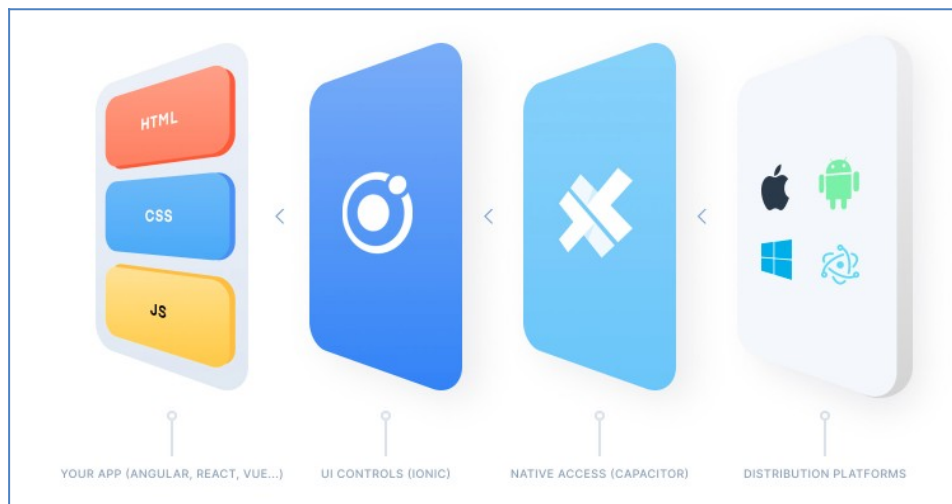 HTML
CSS
JS
YOUR APP (ANGULAR, REACT, VUE...)
UI CONTROLS (IONIC)
NATIVE ACCESS (CAPACITOR)
DISTRIBUTION PLATFORMS